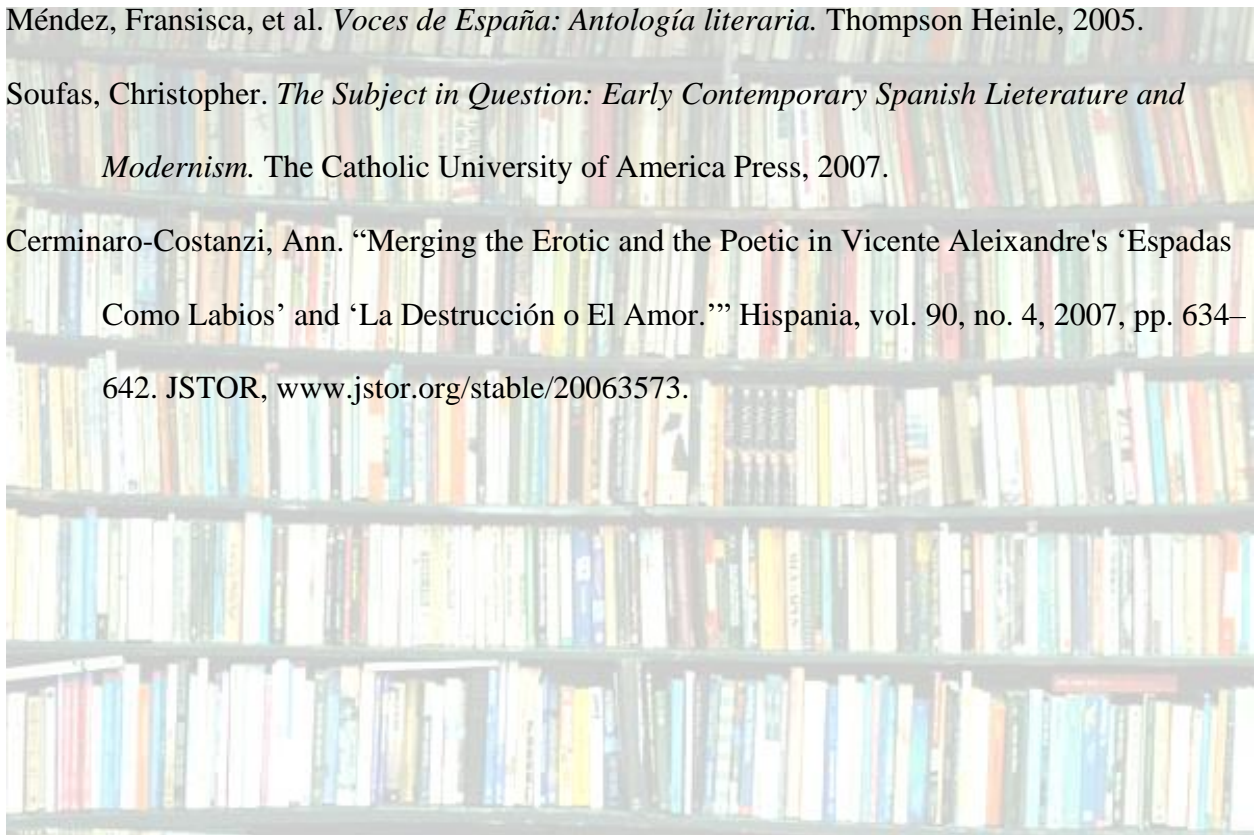 Méndez, Fransisca, et al. Voces de España: Antología literaria. Thompson Heinle, 2005.
Soufas, Christopher. The Subject in Question: Early Contemporary Spanish Lieterature and
Modernism. The Catholic University of America Press, 2007.
Cerminaro-Costanzi, Ann. “Merging the Erotic and the Poetic in Vicente Aleixandre's ‘Espadas
Como Labios’ and ‘La Destrucción o El Amor.’” Hispania, vol. 90, no. 4, 2007, pp. 634–
642. JSTOR, www.jstor.org/stable/20063573.